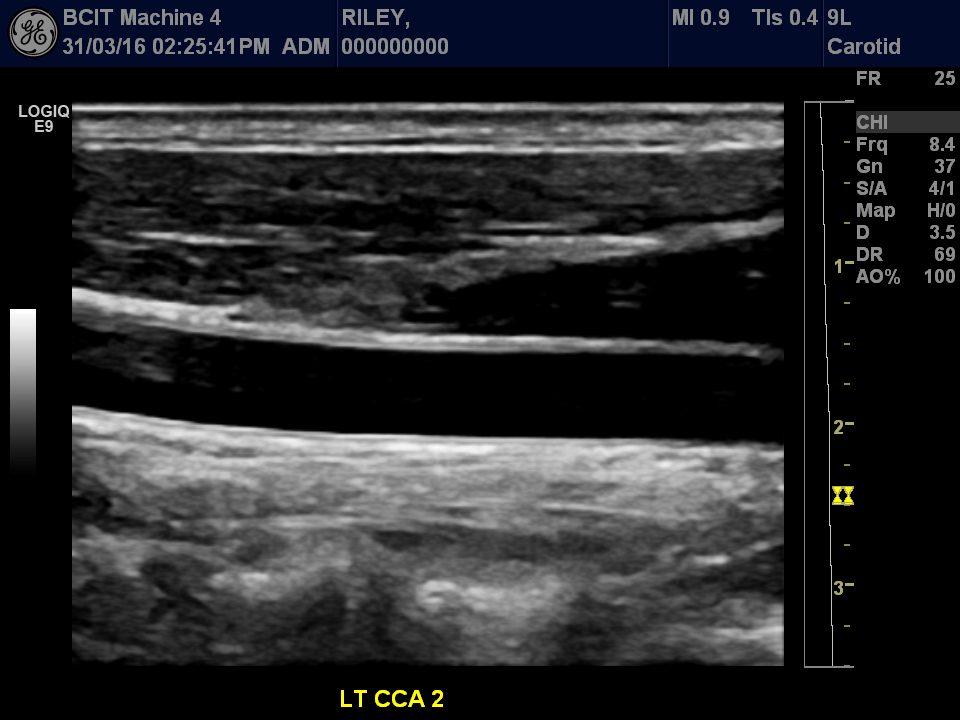 BCIT Machine 4
31/03/16 02:25:41PM ADM
RILEY,
000000000
MI 0.9 TIs 0.4
9L
Carotid
LOGIQ
E9
FR 25
CHI
Frq 8.4
Gn 37
S/A 4/1
Map H/0
D 3.5
DR 69
AO% 100
1
2
3
LT CCA 2